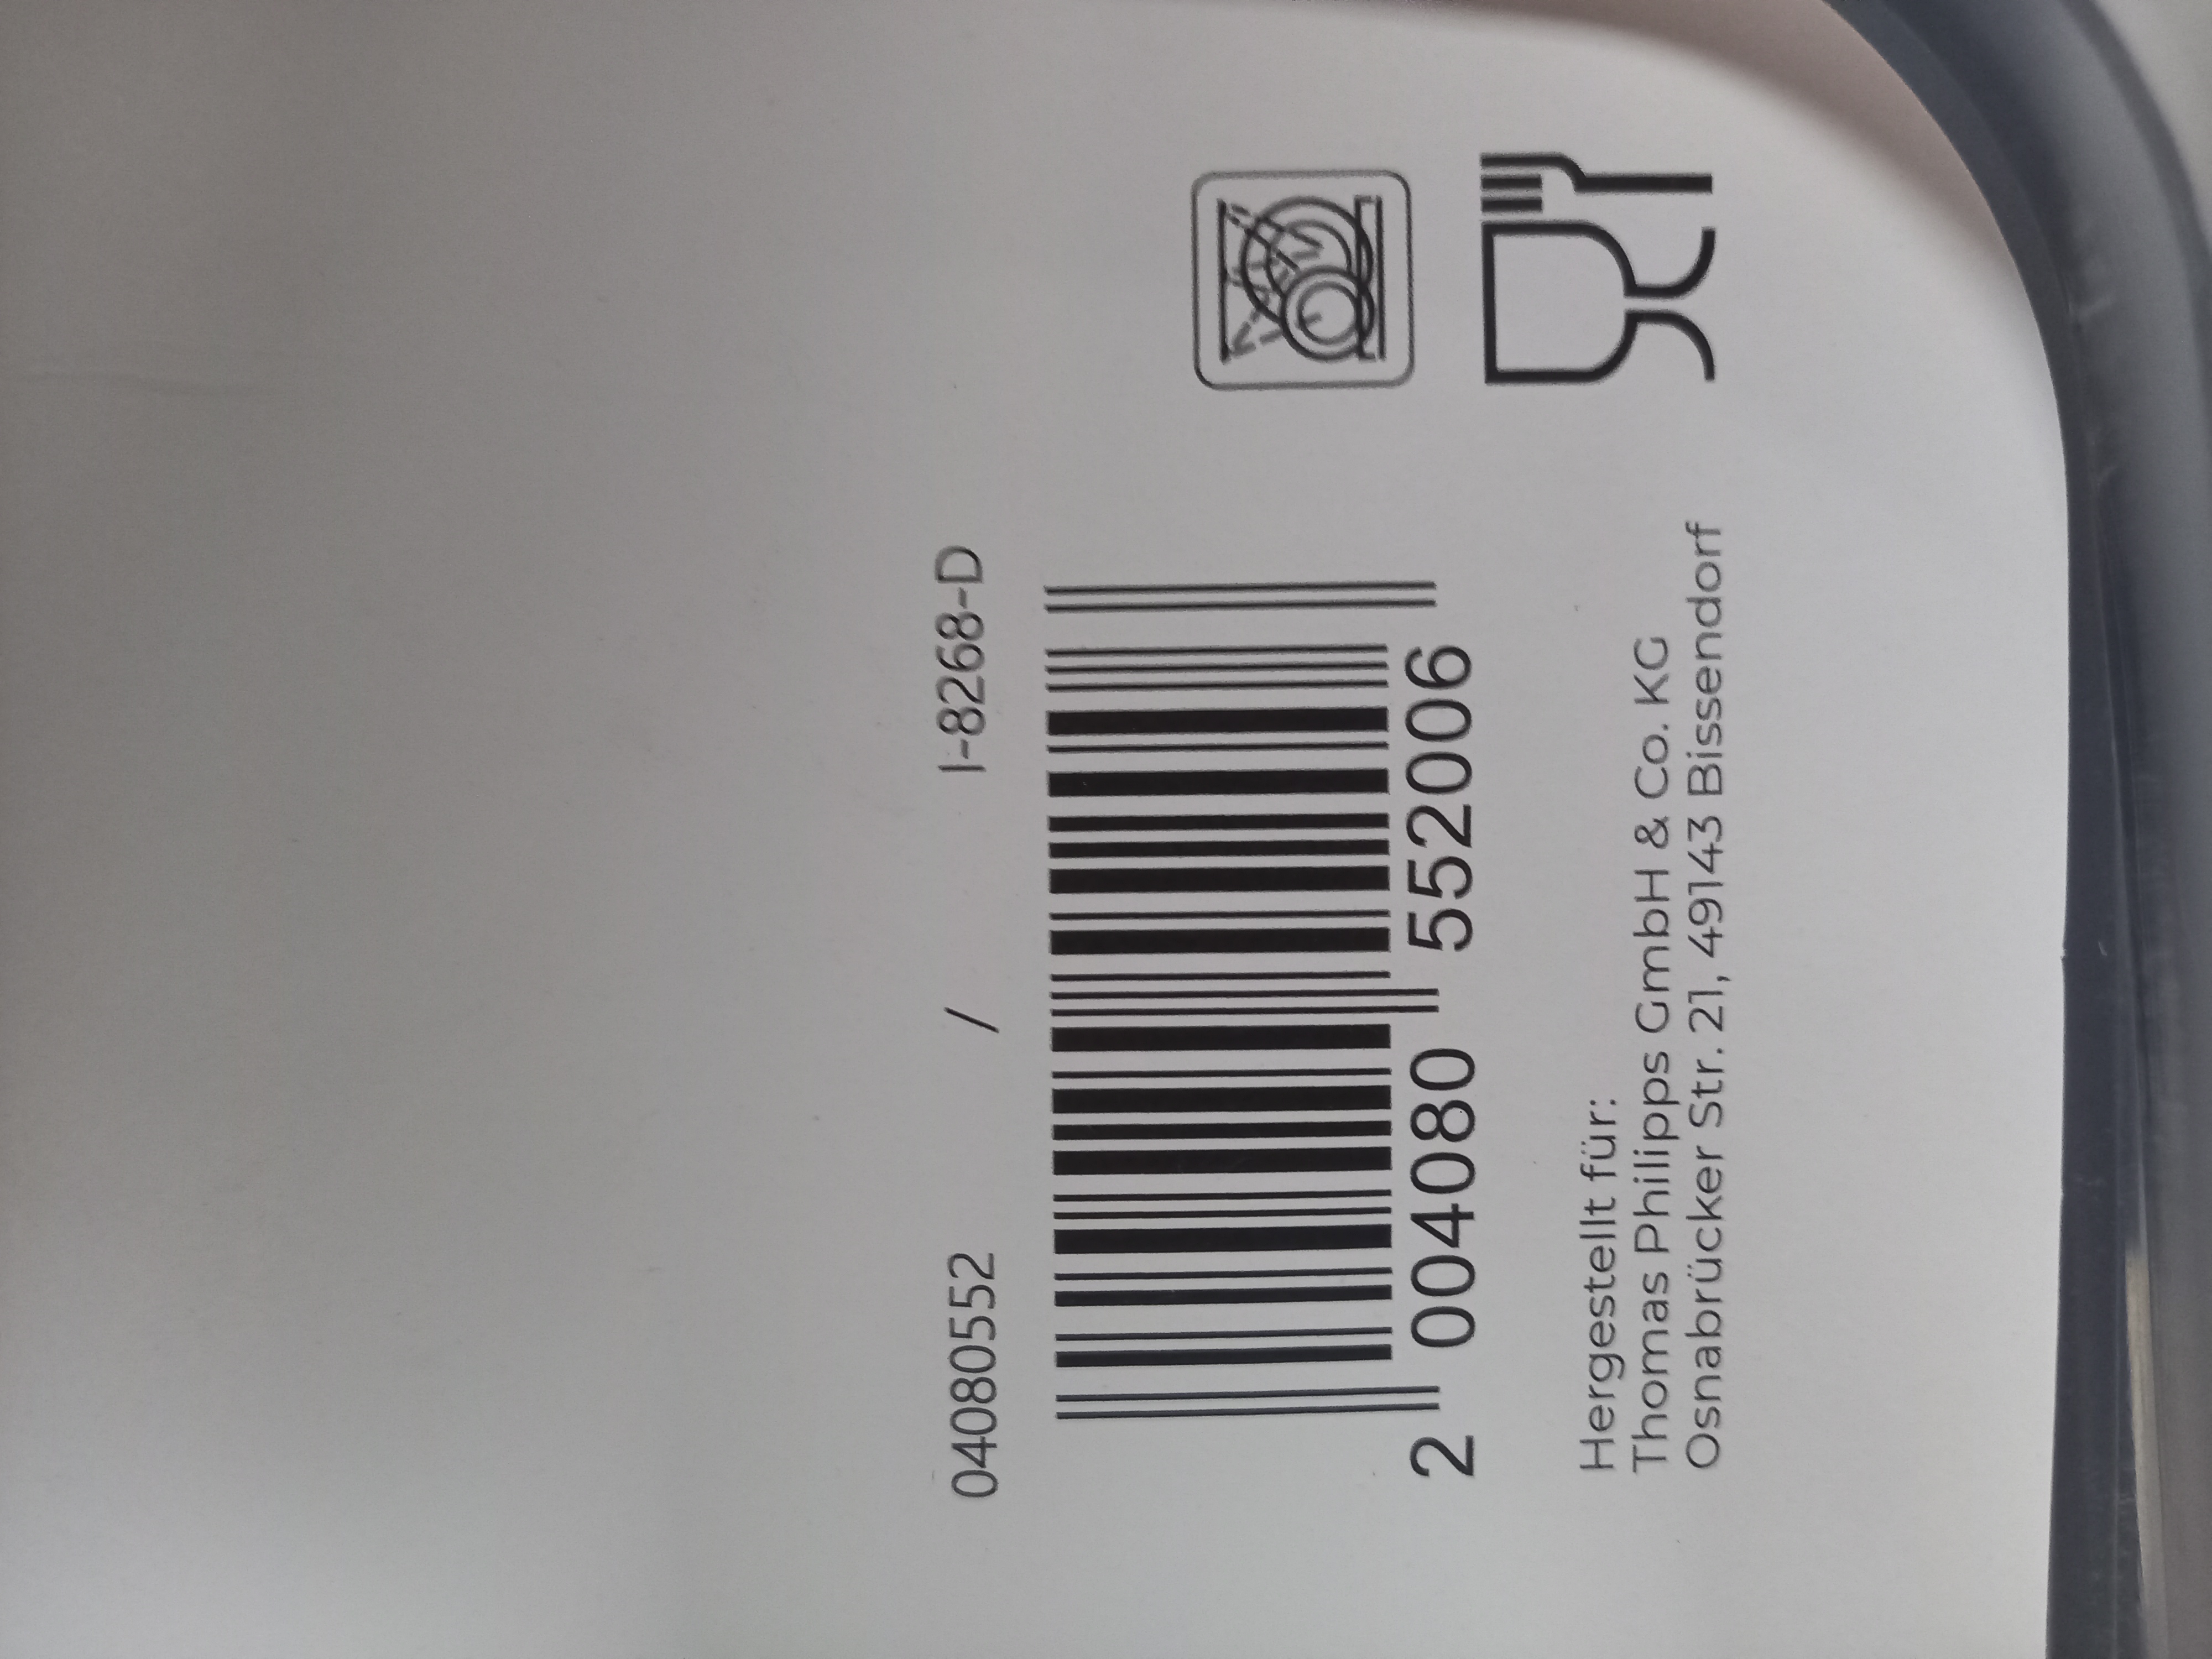 04080552 / I-8268-D
2 004080 552006
Hergestellt für:
Thomas Philipps GmbH & Co. KG
Osnabrücker Str. 21, 49143 Bissendorf